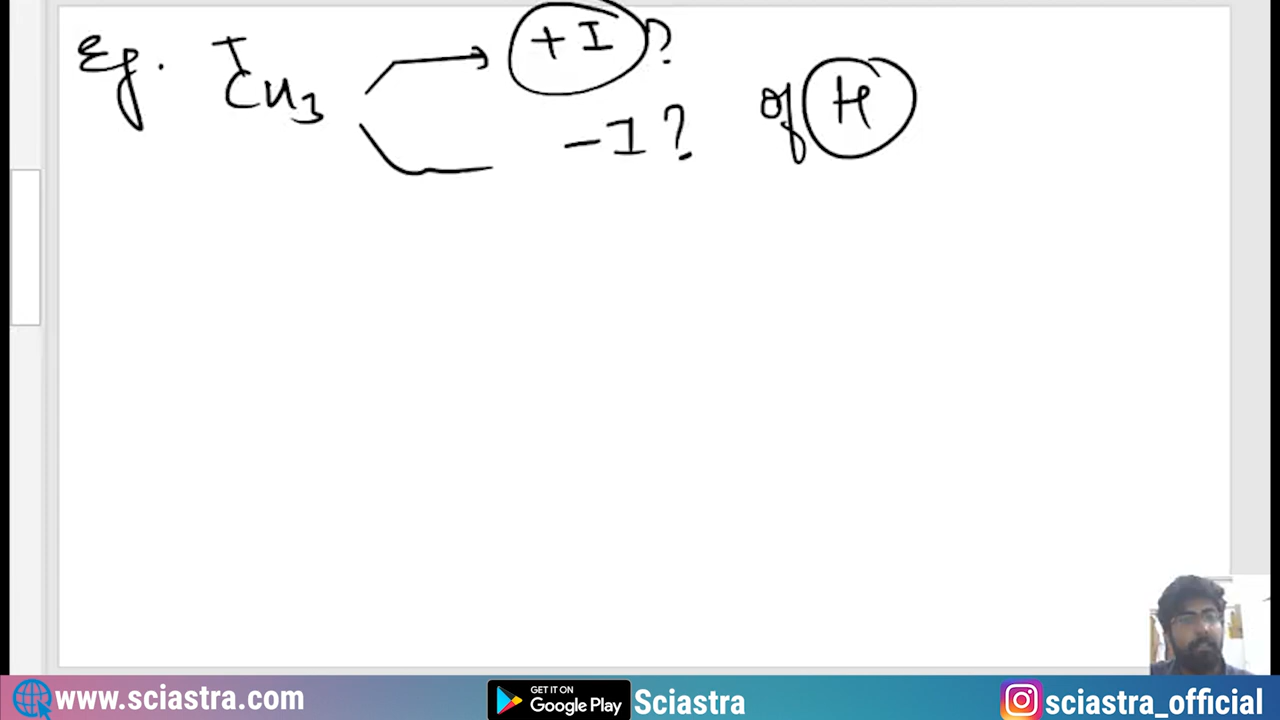 Eg. CH3 → +I ?
-I ? of H
www.sciastra.com GET IT ON Google Play Sciastra sciastra_official